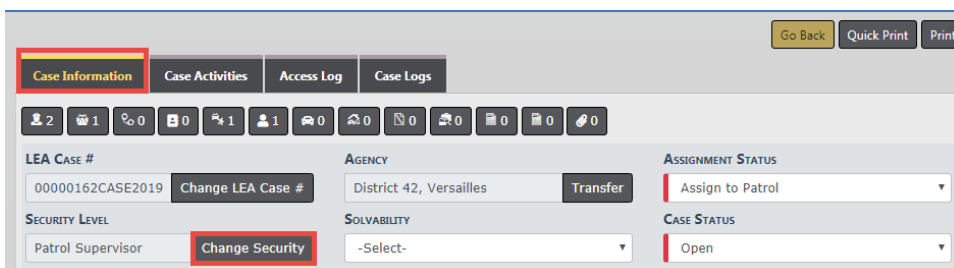 Go Back Quick Print Print
Case Information Case Activities Access Log Case Logs
2 1 0 0 1 1 0 0 0 0 0 0 0
LEA Case # Agency Assignment Status
00000162CASE2019 Change LEA Case # District 42, Versailles Transfer Assign to Patrol
Security Level Solvability Case Status
Patrol Supervisor Change Security -Select- Open